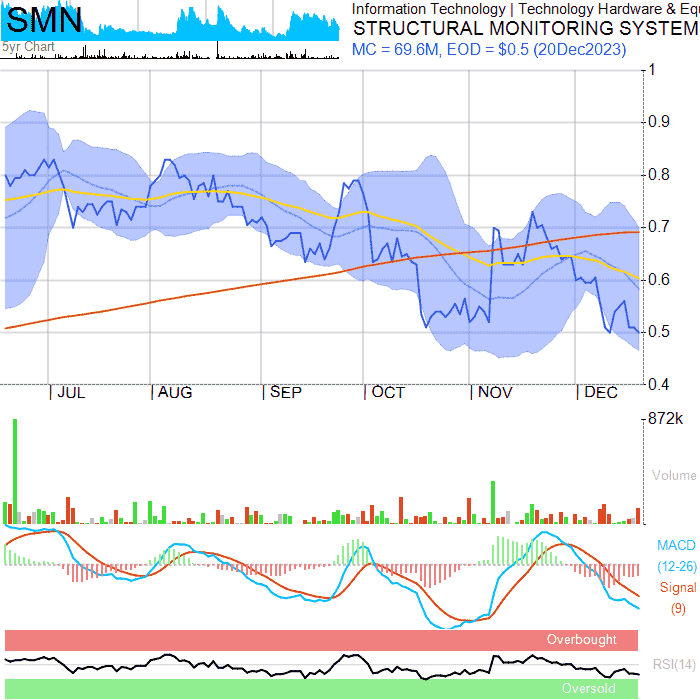 SMN
5yr Chart
Information Technology | Technology Hardware & Eq
STRUCTURAL MONITORING SYSTEM
MC = 69.6M, EOD = $0.5 (20Dec2023)
1
0.9
0.8
0.7
0.6
0.5
0.4
JUL AUG SEP OCT NOV DEC
872k
Volume
MACD
(12-26)
Signal
(9)
Overbought
RSI(14)
Oversold